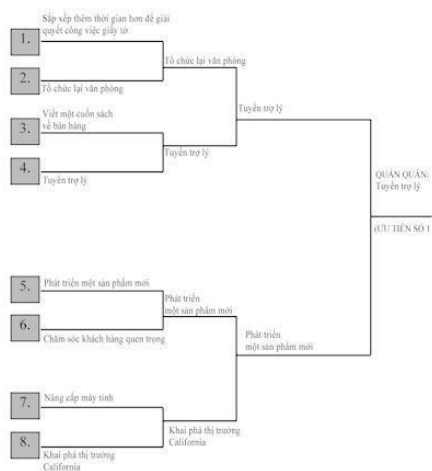 Sắp xếp thêm thời gian hơn để giải
quyết công việc giấy tờ
1.
Tổ chức lại văn phòng
2.
Tổ chức lại văn phòng
Tuyển trợ lý
Viết một cuốn sách
về bán hàng
3.
Tuyển trợ lý
4.
Tuyển trợ lý
QUÁN QUÂN:
Tuyển trợ lý
(ƯU TIÊN SỐ 1
5.
Phát triển một sản phẩm mới
Phát triển
một sản phẩm mới
6.
Chăm sóc khách hàng quen trọng
Phát triển
một sản phẩm mới
7.
Nâng cấp máy tính
Khai phá thị trường
California
8.
Khai phá thị trường
California